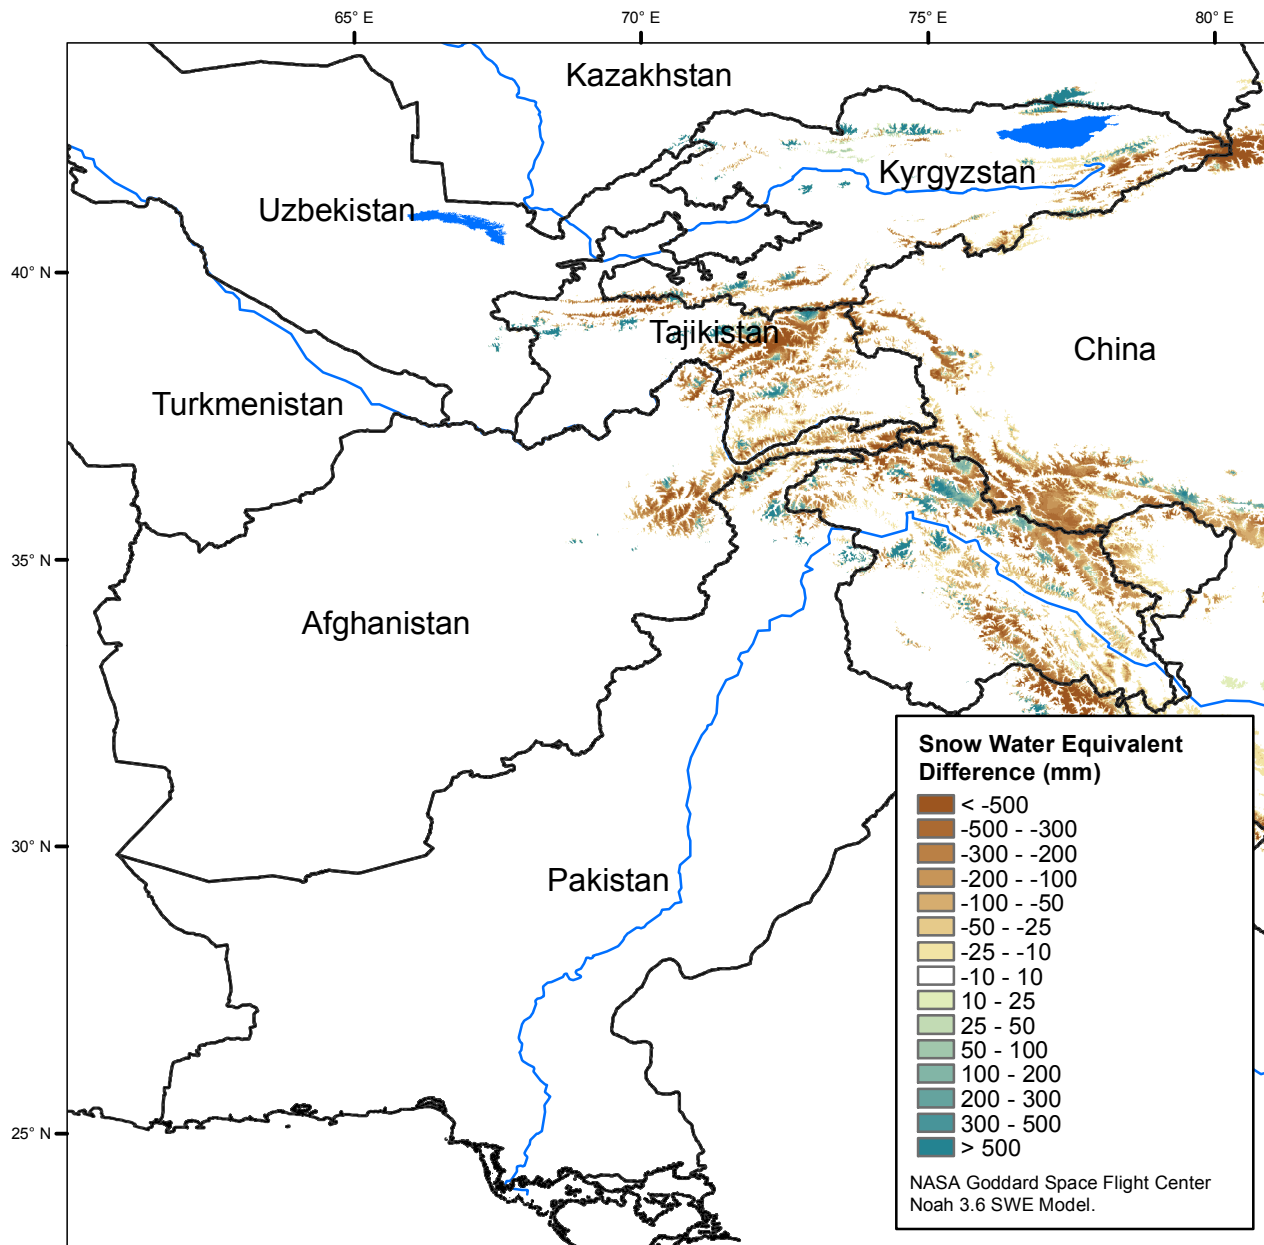 65° E
70° E
75° E
80° E
Kazakhstan
Kyrgyzstan
Uzbekistan
40° N
Tajikistan
China
Turkmenistan
35° N
Afghanistan
Snow Water Equivalent
Difference (mm)
< -500
-500 - -300
-300 - -200
-200 - -100
-100 - -50
-50 - -25
-25 - -10
-10 - 10
10 - 25
25 - 50
50 - 100
100 - 200
200 - 300
300 - 500
> 500
NASA Goddard Space Flight Center
Noah 3.6 SWE Model.
30° N
Pakistan
25° N